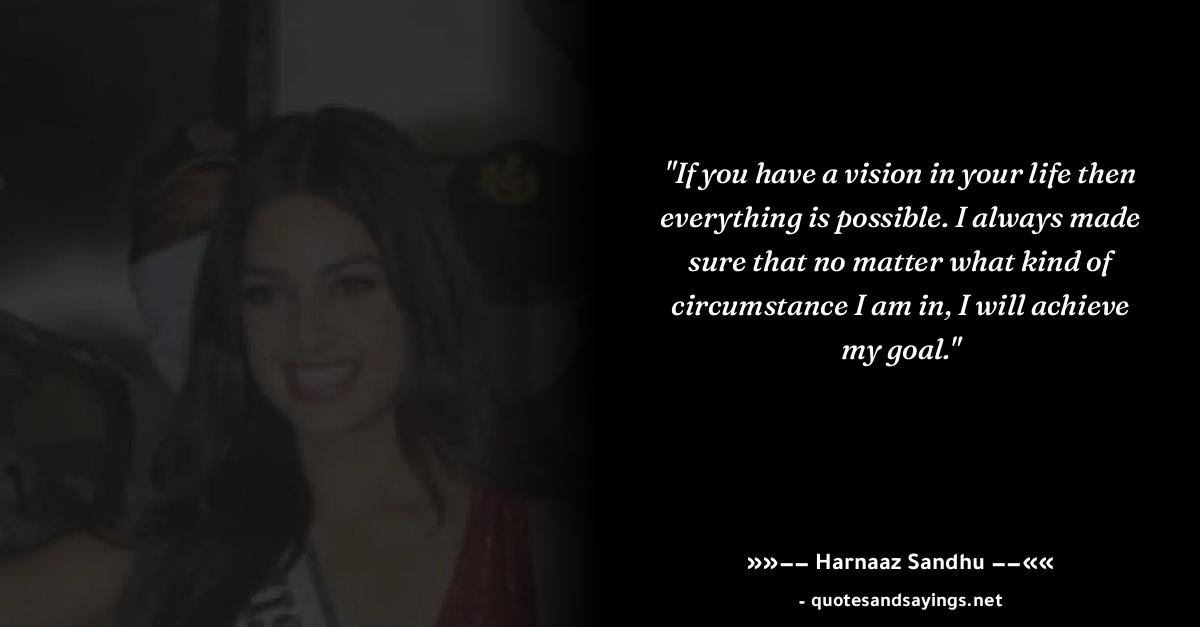 "If you have a vision in your life then
everything is possible. I always made
sure that no matter what kind of
circumstance I am in, I will achieve
my goal."
»»−− Harnaaz Sandhu −−««
- quotesandsayings.net